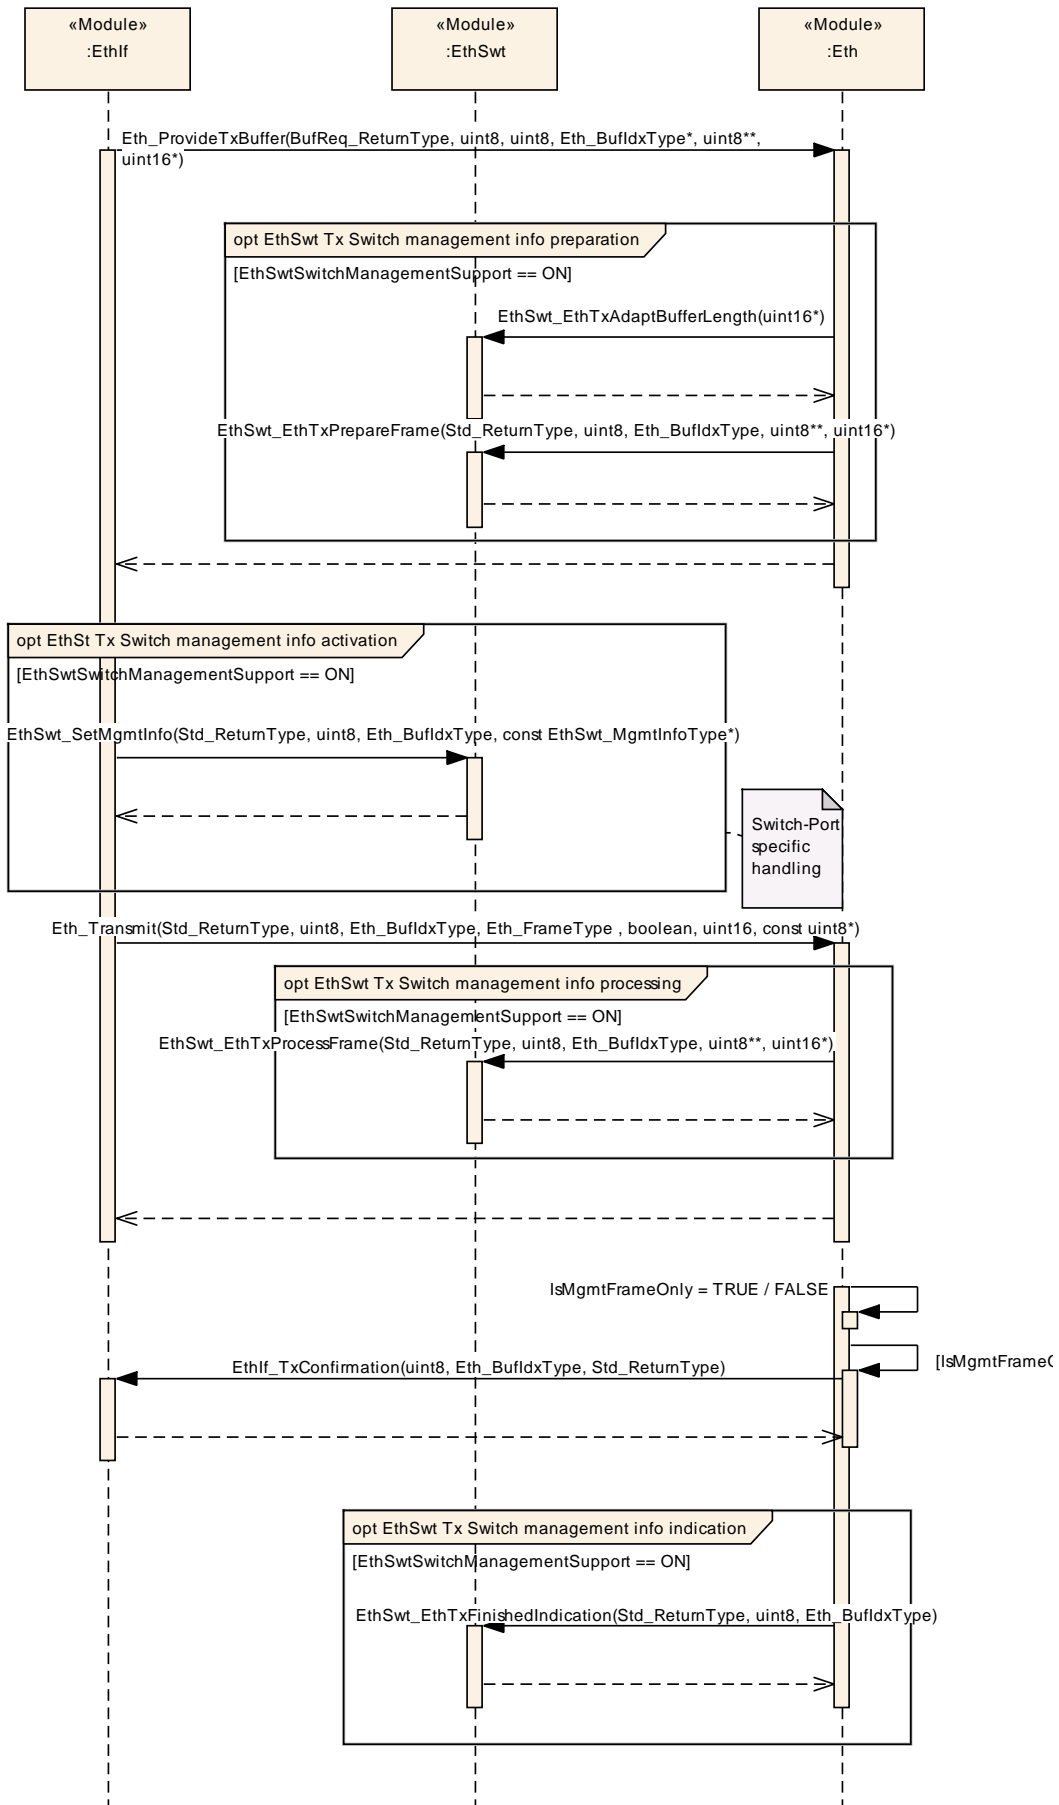 «Module»
:EthIf
«Module»
:EthSwt
«Module»
:Eth
Eth_ProvideTxBuffer(BufReq_ReturnType, uint8, uint8, Eth_BufIdxType*, uint8**,
uint16*)
opt EthSwt Tx Switch management info preparation
[EthSwtSwitchManagementSupport == ON]
EthSwt_EthTxAdaptBufferLength(uint16*)
EthSwt_EthTxPrepareFrame(Std_ReturnType, uint8, Eth_BufIdxType, uint8**, uint16*)
opt EthSt Tx Switch management info activation
[EthSwtSwitchManagementSupport == ON]
EthSwt_SetMgmtInfo(Std_ReturnType, uint8, Eth_BufIdxType, const EthSwt_MgmtInfoType*)
Switch-Port
specific
handling
Eth_Transmit(Std_ReturnType, uint8, Eth_BufIdxType, Eth_FrameType , boolean, uint16, const uint8*)
opt EthSwt Tx Switch management info processing
[EthSwtSwitchManagementSupport == ON]
EthSwt_EthTxProcessFrame(Std_ReturnType, uint8, Eth_BufIdxType, uint8**, uint16*)
IsMgmtFrameOnly = TRUE / FALSE
[IsMgmtFrameO
EthIf_TxConfirmation(uint8, Eth_BufIdxType, Std_ReturnType)
opt EthSwt Tx Switch management info indication
[EthSwtSwitchManagementSupport == ON]
EthSwt_EthTxFinishedIndication(Std_ReturnType, uint8, Eth_BufIdxType)